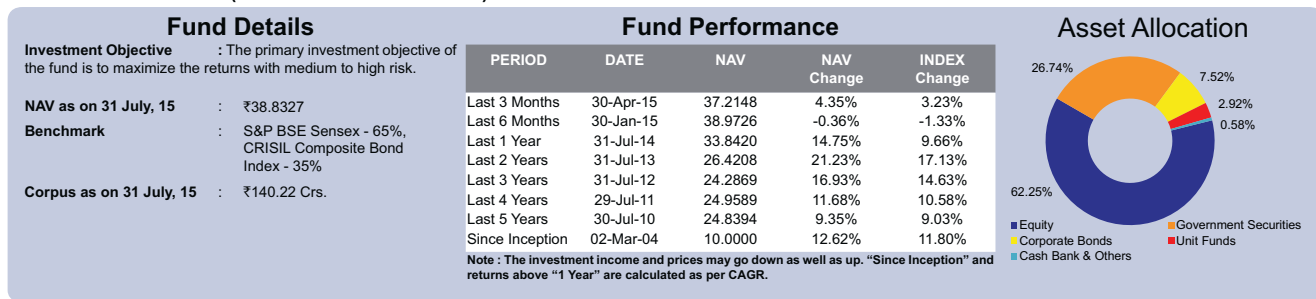 Fund Details
Investment Objective : The primary investment objective of
the fund is to maximize the returns with medium to high risk.
NAV as on 31 July, 15 : ₹38.8327
Benchmark : S&P BSE Sensex - 65%,
CRISIL Composite Bond
Index - 35%
Corpus as on 31 July, 15 : ₹140.22 Crs.
Fund Performance
PERIOD DATE NAV NAV Change INDEX Change
Last 3 Months 30-Apr-15 37.2148 4.35% 3.23%
Last 6 Months 30-Jan-15 38.9726 -0.36% -1.33%
Last 1 Year 31-Jul-14 33.8420 14.75% 9.66%
Last 2 Years 31-Jul-13 26.4208 21.23% 17.13%
Last 3 Years 31-Jul-12 24.2869 16.93% 14.63%
Last 4 Years 29-Jul-11 24.9589 11.68% 10.58%
Last 5 Years 30-Jul-10 24.8394 9.35% 9.03%
Since Inception 02-Mar-04 10.0000 12.62% 11.80%
Note : The investment income and prices may go down as well as up. “Since Inception” and
returns above “1 Year” are calculated as per CAGR.
Asset Allocation
26.74%
7.52%
2.92%
0.58%
62.25%
Equity Government Securities
Corporate Bonds Unit Funds
Cash Bank & Others